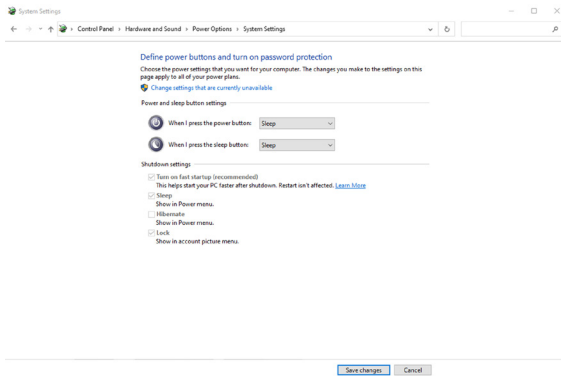 System Settings
Control Panel > Hardware and Sound > Power Options > System Settings
Define power buttons and turn on password protection
Choose the power settings that you want for your computer. The changes you make to the settings on this
page apply to all of your power plans.
Change settings that are currently unavailable
Power and sleep button settings
When I press the power button: Sleep
When I press the sleep button: Sleep
Shutdown settings
Turn on fast startup (recommended)
This helps start your PC faster after shutdown. Restart isn't affected. Learn More
Sleep
Show in Power menu.
Hibernate
Show in Power menu.
Lock
Show in account picture menu.
Save changes Cancel